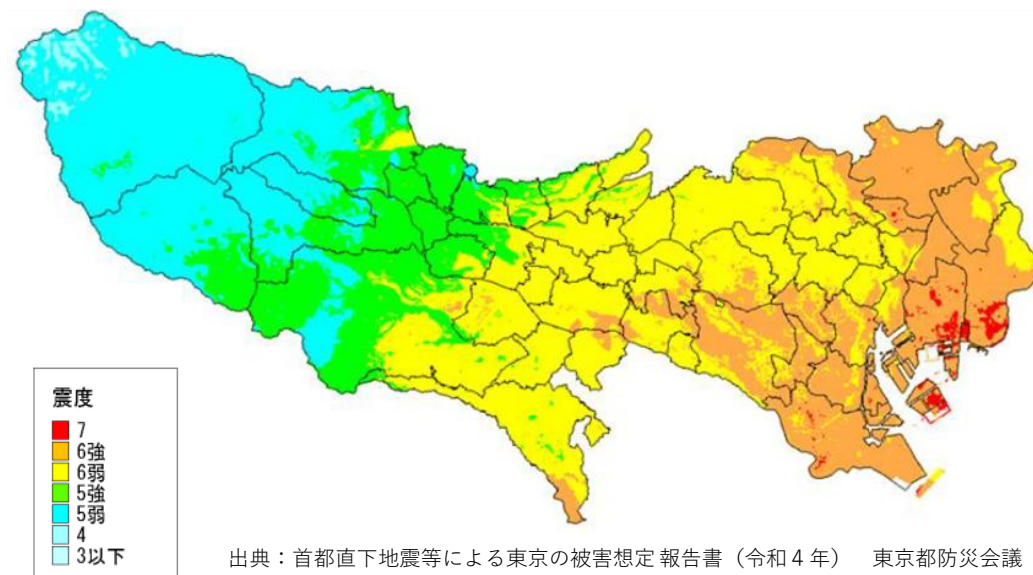 震度
7
6強
6弱
5強
5弱
4
3以下
出典：首都直下地震等による東京の被害想定 報告書（令和４年） 東京都防災会議